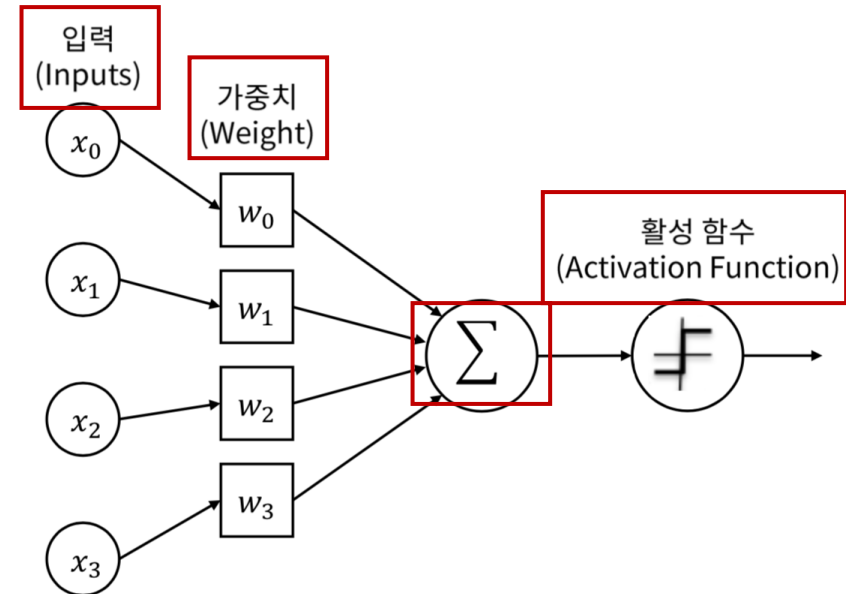 입력
(Inputs)
가중치
(Weight)
x₀
w₀
x₁
w₁
활성 함수
(Activation Function)
∑
x₂
w₂
x₃
w₃